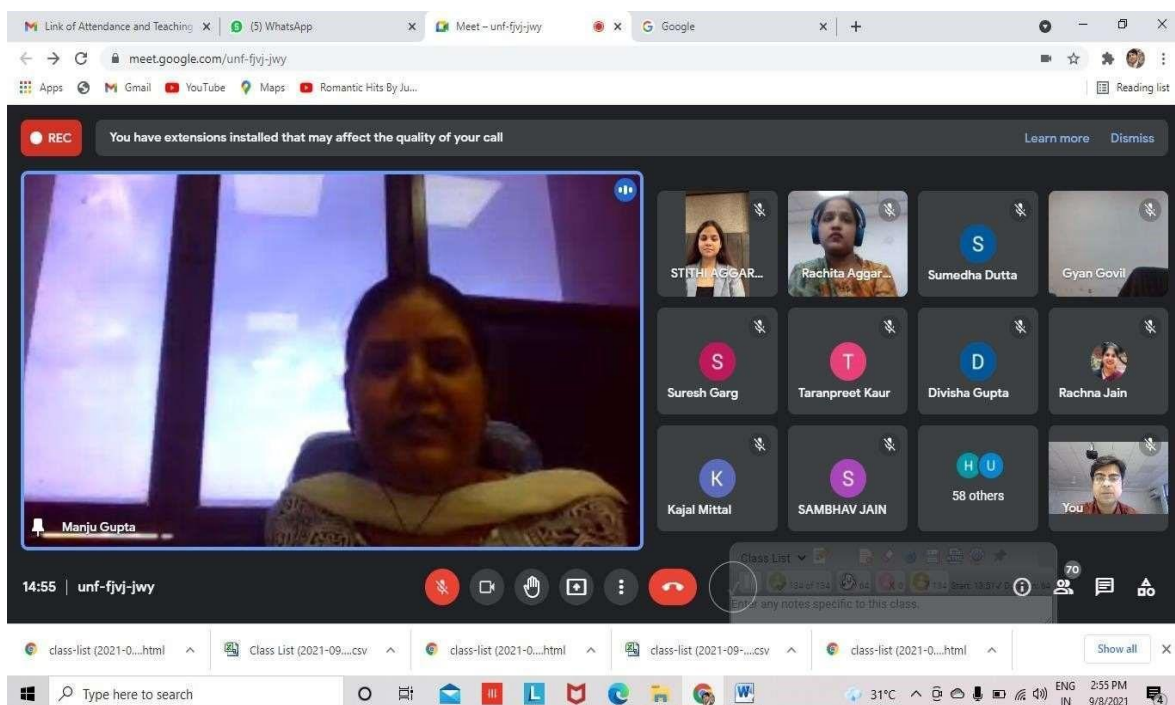 Link of Attendance and Teaching
(5) WhatsApp
Meet – unf-fjvj-jwy
Google
meet.google.com/unf-fjvj-jwy
Apps
Gmail
YouTube
Maps
Romantic Hits By Ju...
Reading list
REC
You have extensions installed that may affect the quality of your call
Learn more
Dismiss
STITHI AGGAR...
Rachita Aggar...
S
Sumedha Dutta
Gyan Govil
S
Suresh Garg
T
Taranpreet Kaur
D
Divisha Gupta
Rachna Jain
K
Kajal Mittal
S
SAMBHAV JAIN
H U
58 others
You
Manju Gupta
Class List
Enter any notes specific to this class.
14:55 | unf-fjvj-jwy
70
class-list (2021-0....html
Class List (2021-09....csv
class-list (2021-0....html
class-list (2021-09-....csv
class-list (2021-0....html
Show all
Type here to search
L
W
31°C
ENG
IN
2:55 PM
9/8/2021
4